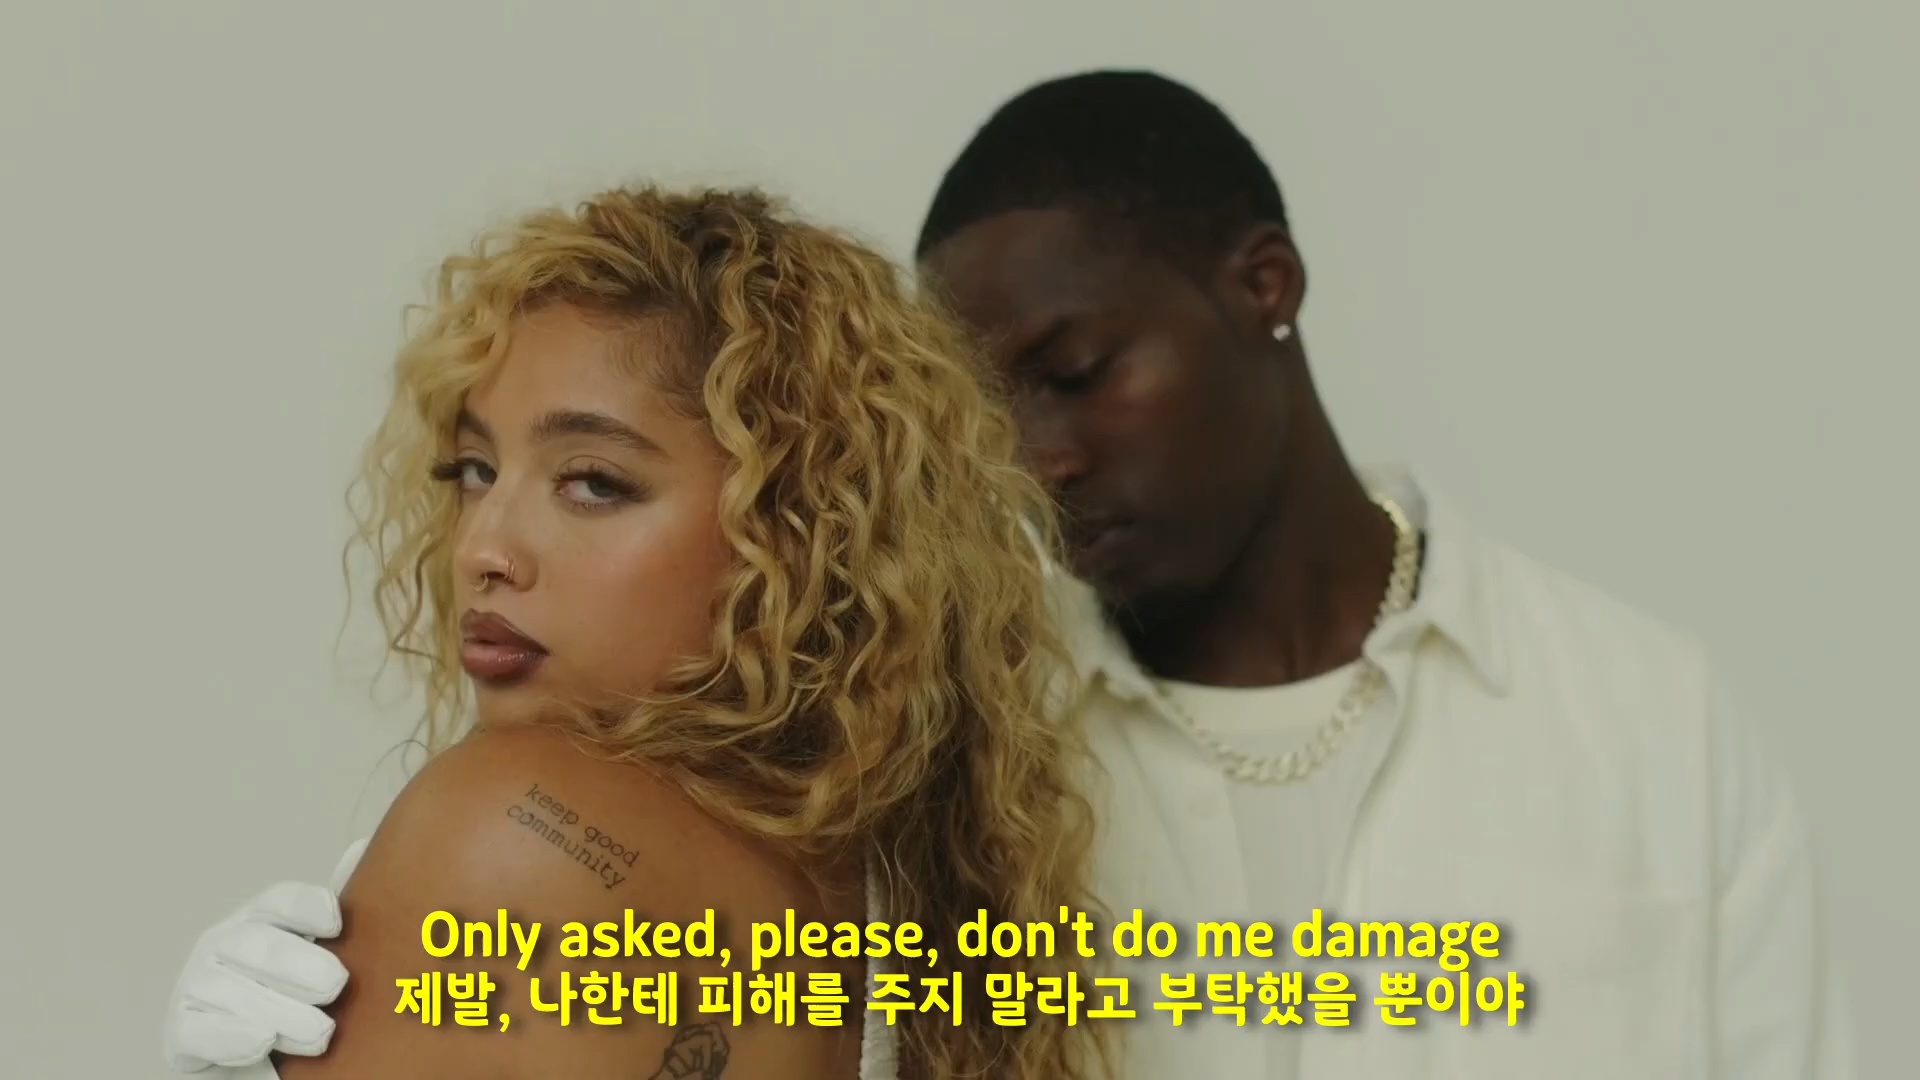 keep good
community
Only asked, please, don't do me damage
제발, 나한테 피해를 주지 말라고 부탁했을 뿐이야